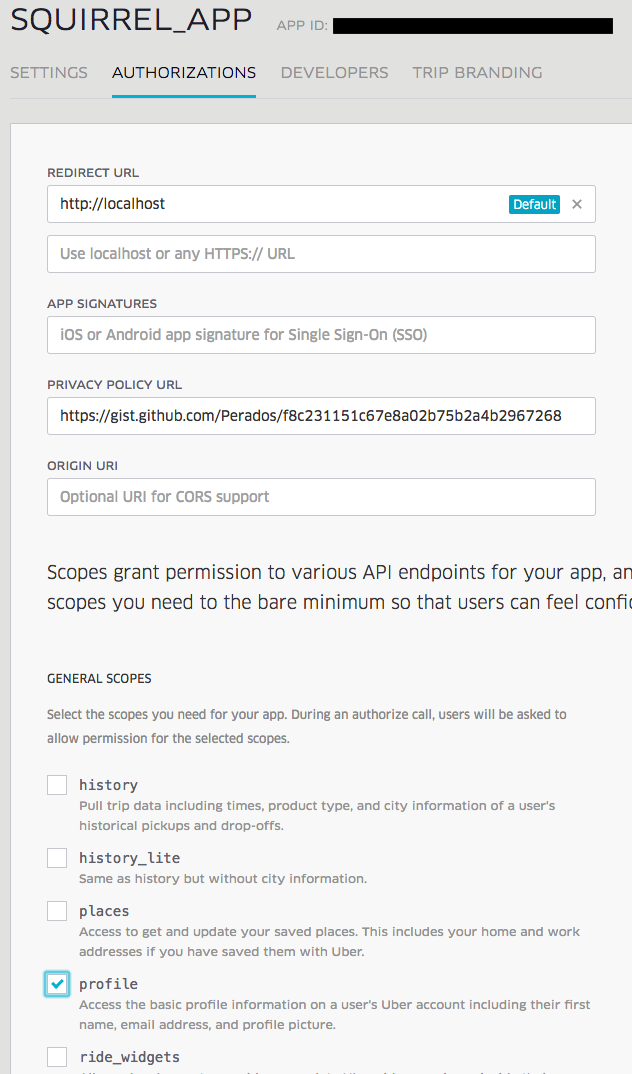 SQUIRREL_APP APP ID:
SETTINGS AUTHORIZATIONS DEVELOPERS TRIP BRANDING
REDIRECT URL
http://localhost Default ×
Use localhost or any HTTPS:// URL
APP SIGNATURES
iOS or Android app signature for Single Sign-On (SSO)
PRIVACY POLICY URL
https://gist.github.com/Perados/f8c231151c67e8a02b75b2a4b2967268
ORIGIN URI
Optional URI for CORS support
Scopes grant permission to various API endpoints for your app, an
scopes you need to the bare minimum so that users can feel confid
GENERAL SCOPES
Select the scopes you need for your app. During an authorize call, users will be asked to
allow permission for the selected scopes.
history
Pull trip data including times, product type, and city information of a user's
historical pickups and drop-offs.
history_lite
Same as history but without city information.
places
Access to get and update your saved places. This includes your home and work
addresses if you have saved them with Uber.
profile
Access the basic profile information on a user's Uber account including their first
name, email address, and profile picture.
ride_widgets